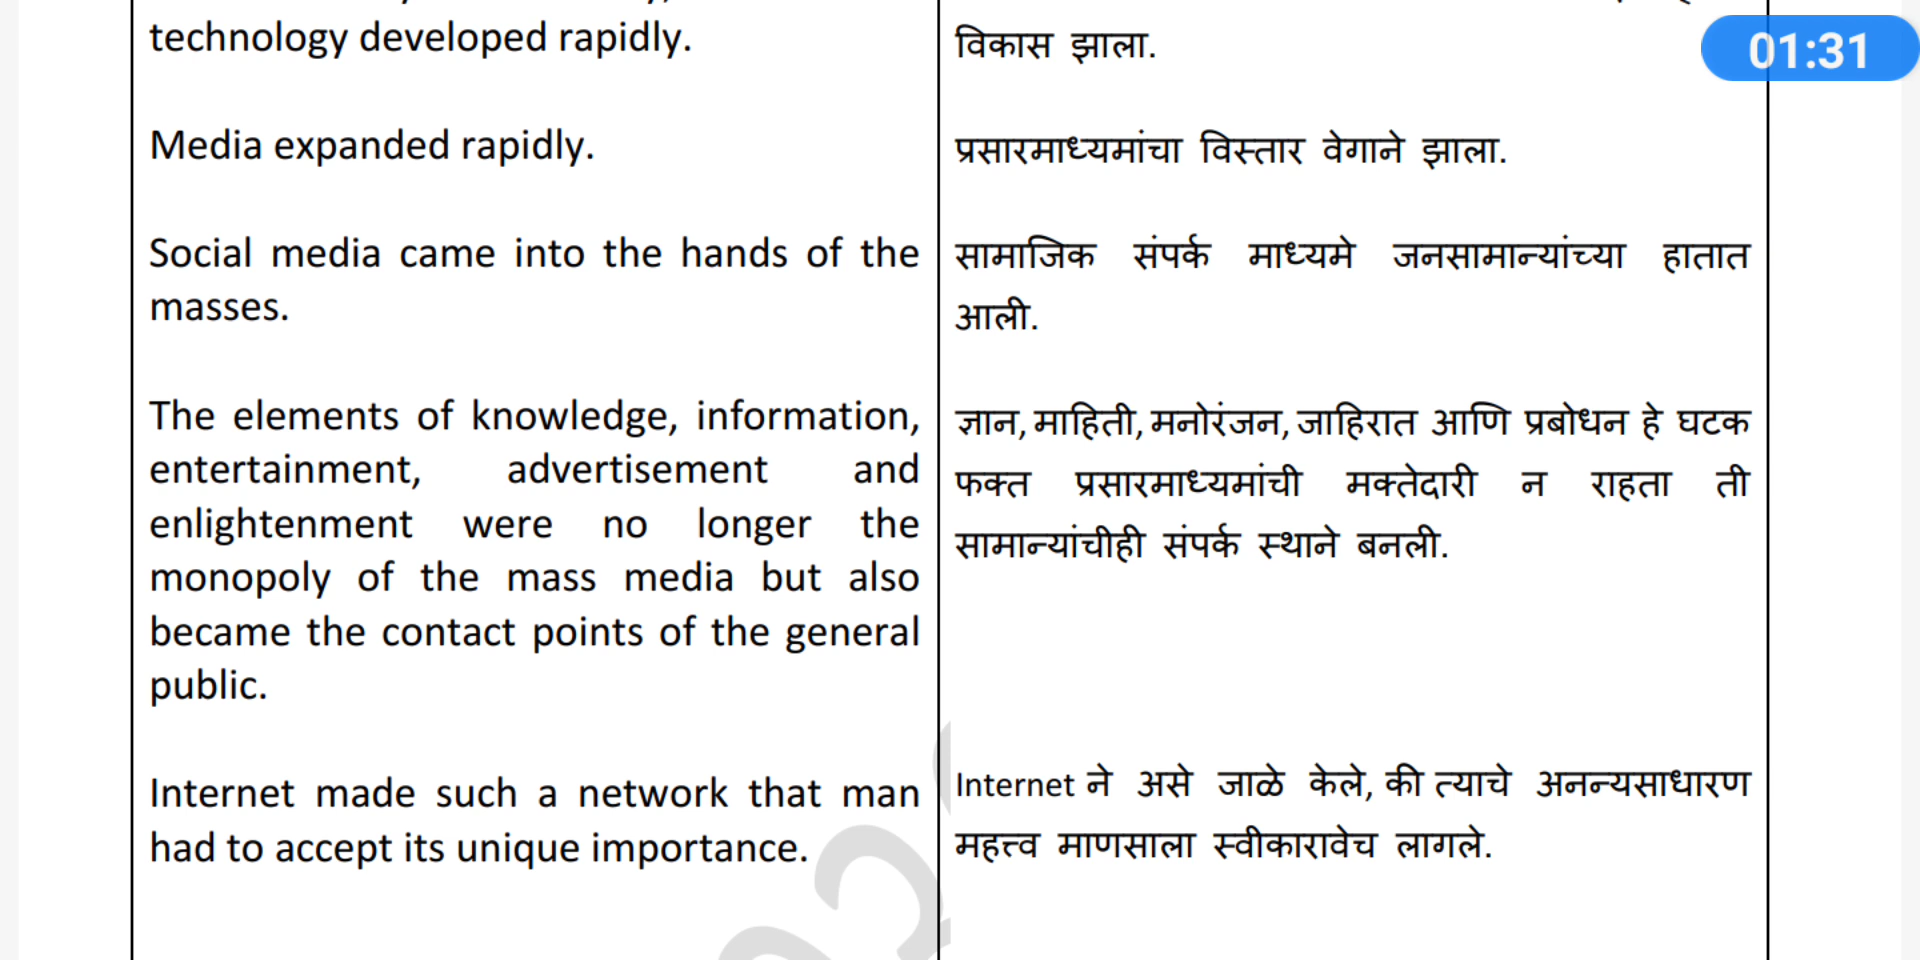 technology developed rapidly.
Media expanded rapidly.
Social media came into the hands of the
masses.
The elements of knowledge, information,
entertainment, advertisement and
enlightenment were no longer the
monopoly of the mass media but also
became the contact points of the general
public.
Internet made such a network that man
had to accept its unique importance.
विकास झाला.
प्रसारमाध्यमांचा विस्तार वेगाने झाला.
सामाजिक संपर्क माध्यमे जनसामान्यांच्या हातात
आली.
ज्ञान, माहिती, मनोरंजन, जाहिरात आणि प्रबोधन हे घटक
फक्त प्रसारमाध्यमांची मक्तेदारी न राहता ती
सामान्यांचीही संपर्क स्थाने बनली.
Internet ने असे जाळे केले, की त्याचे अनन्यसाधारण
महत्त्व माणसाला स्वीकारावेच लागले.
01:31